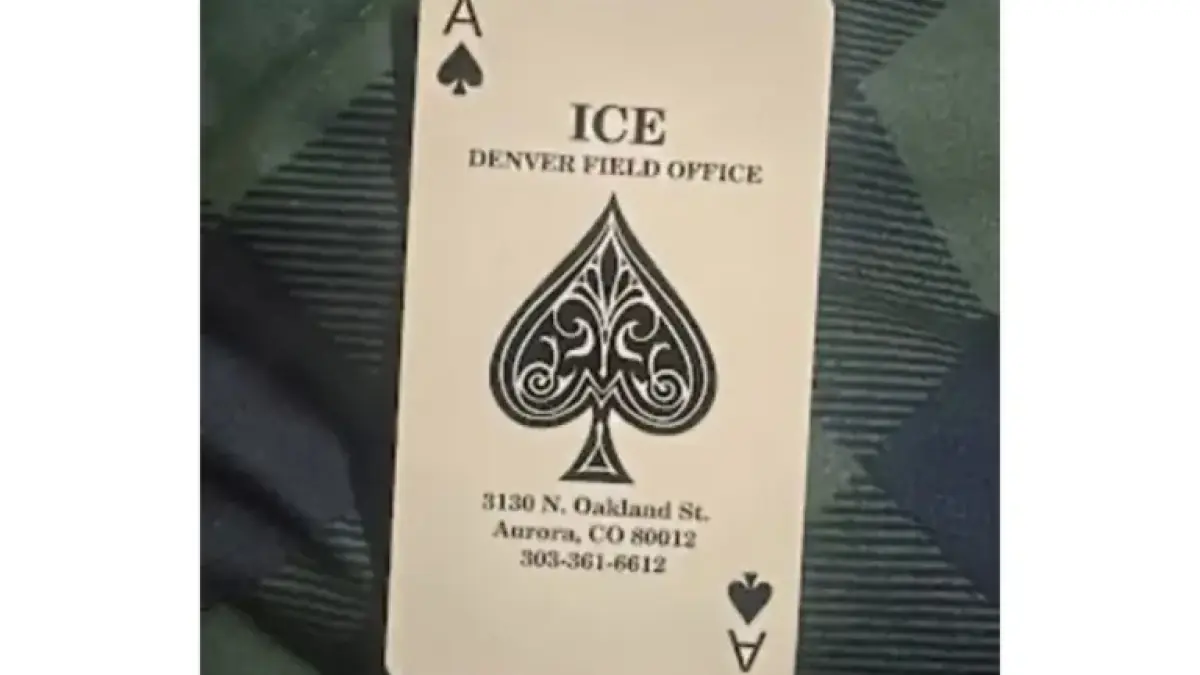 A
ICE
DENVER FIELD OFFICE
3130 N. Oakland St.
Aurora, CO 80012
303-361-6612
A